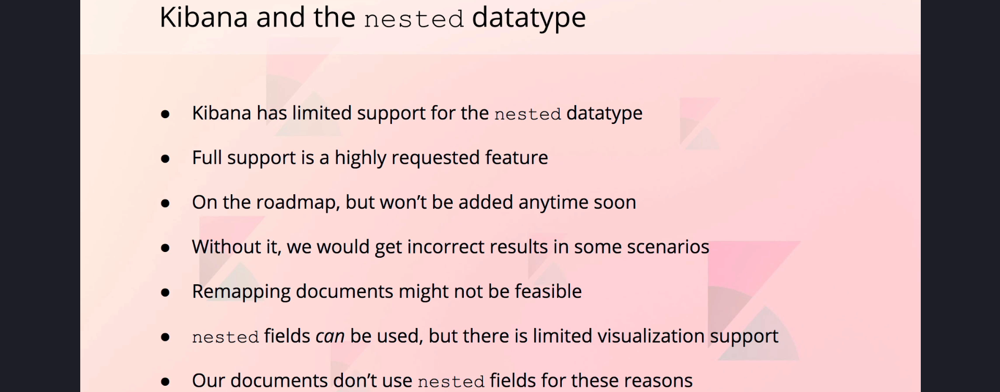 Kibana and the nested datatype
● Kibana has limited support for the nested datatype
● Full support is a highly requested feature
● On the roadmap, but won’t be added anytime soon
● Without it, we would get incorrect results in some scenarios
● Remapping documents might not be feasible
● nested fields can be used, but there is limited visualization support
● Our documents don’t use nested fields for these reasons